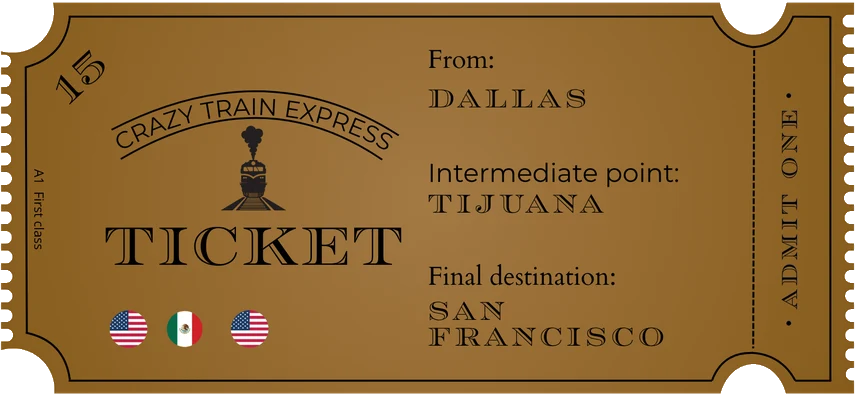 15
CRAZY TRAIN EXPRESS
TICKET
A1 First class
From:
DALLAS
Intermediate point:
TIJUANA
Final destination:
SAN
FRANCISCO
• ADMIT ONE •